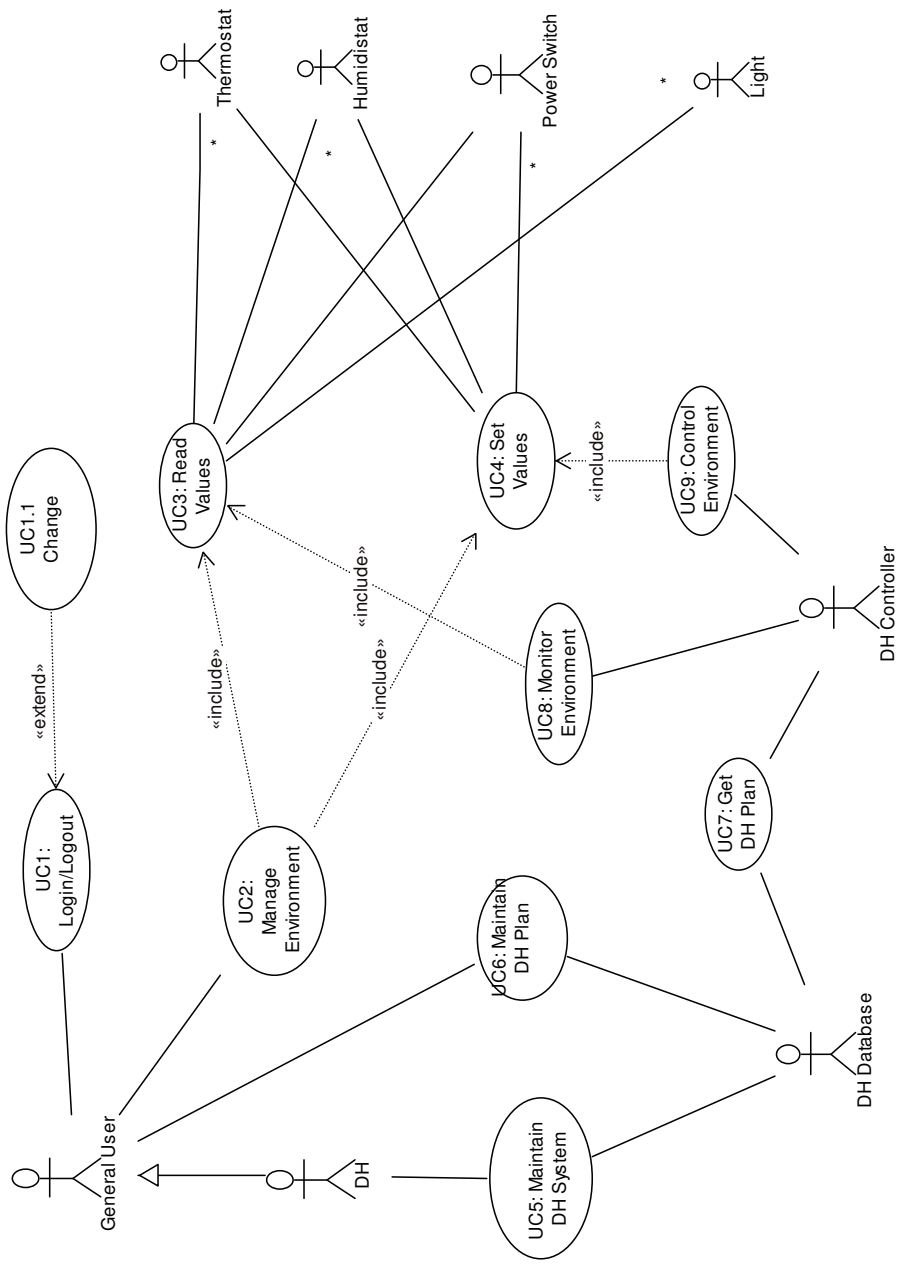 UC1.1
Change
«extend»
UC1:
Login/Logout
General User
UC3: Read
Values
«include»
«include»
«include»
UC2:
Manage
Environment
DH
UC4: Set
Values
«include»
UC8: Monitor
Environment
UC6: Maintain
DH Plan
UC5: Maintain
DH System
UC9: Control
Environment
UC7: Get
DH Plan
DH Controller
DH Database
Thermostat
*
Humidistat
*
Power Switch
*
Light
*